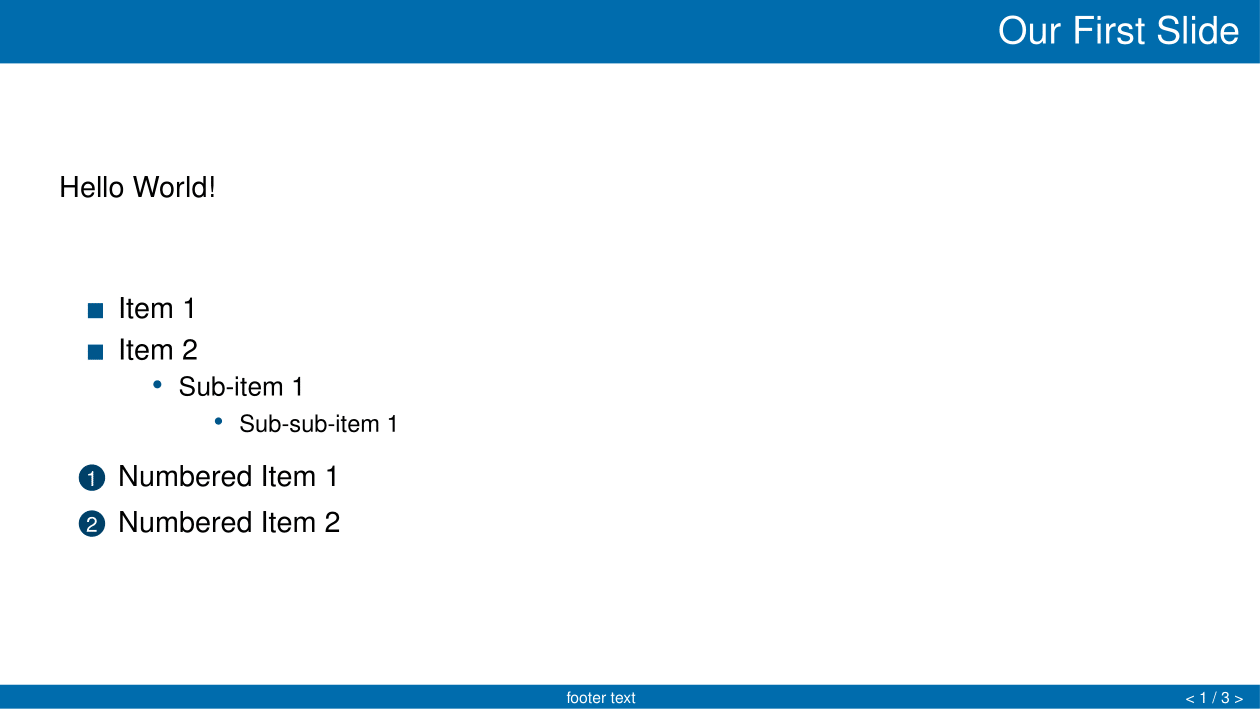 Our First Slide
Hello World!
Item 1
Item 2
Sub-item 1
Sub-sub-item 1
1 Numbered Item 1
2 Numbered Item 2
footer text
< 1 / 3 >